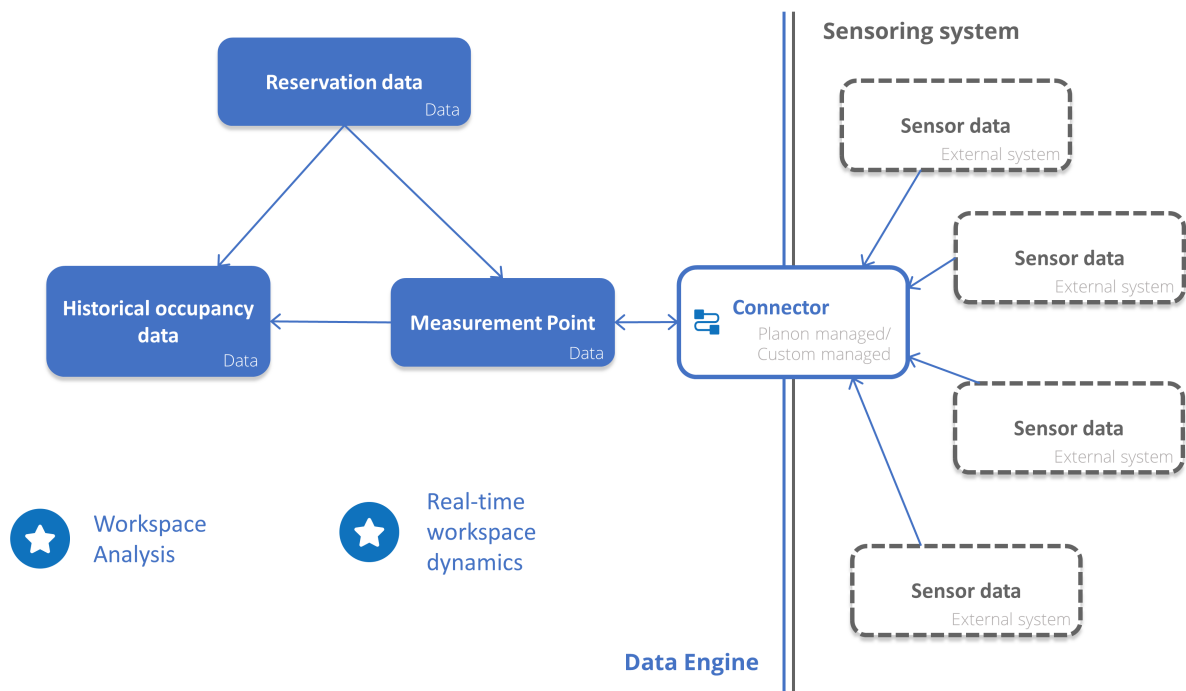 Sensoring system
Reservation data
Data
Sensor data
External system
Sensor data
External system
Historical occupancy
data
Data
Measurement Point
Data
Connector
Planon managed/
Custom managed
Sensor data
External system
Workspace
Analysis
Real-time
workspace
dynamics
Sensor data
External system
Data Engine